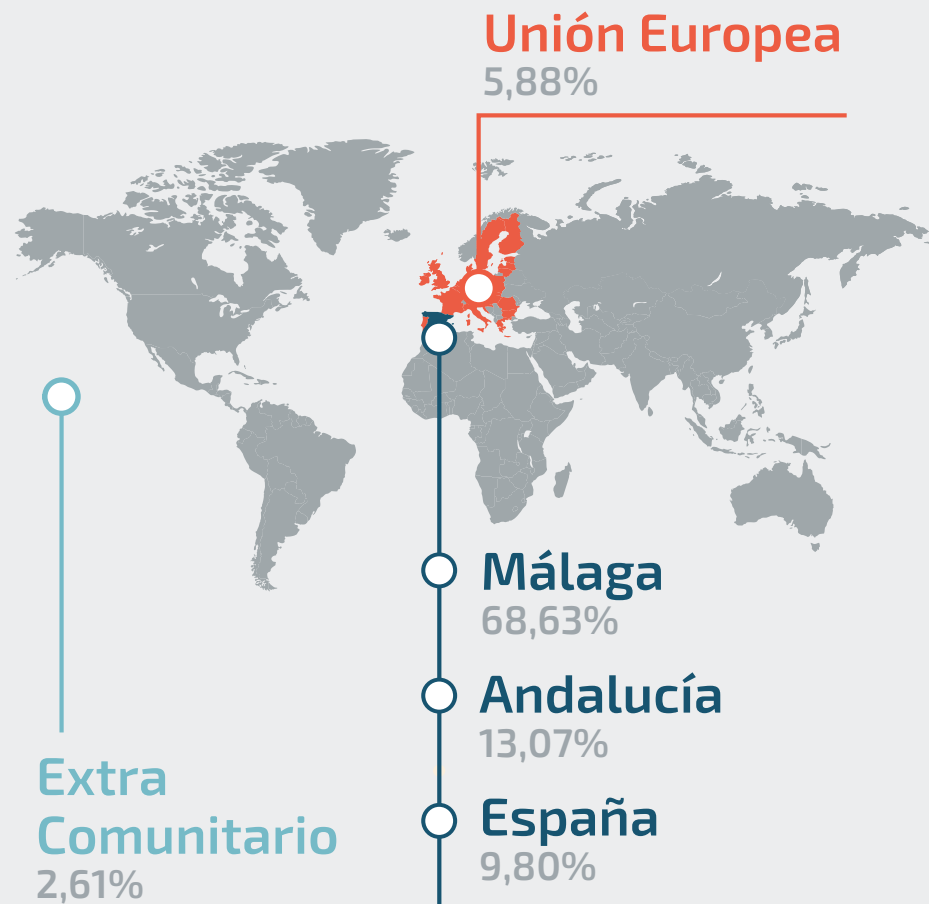 Unión Europea
5,88%
Málaga
68,63%
Andalucía
13,07%
España
9,80%
Extra
Comunitario
2,61%